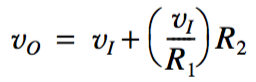 v_O = v_I + (v_I / R_1) R_2